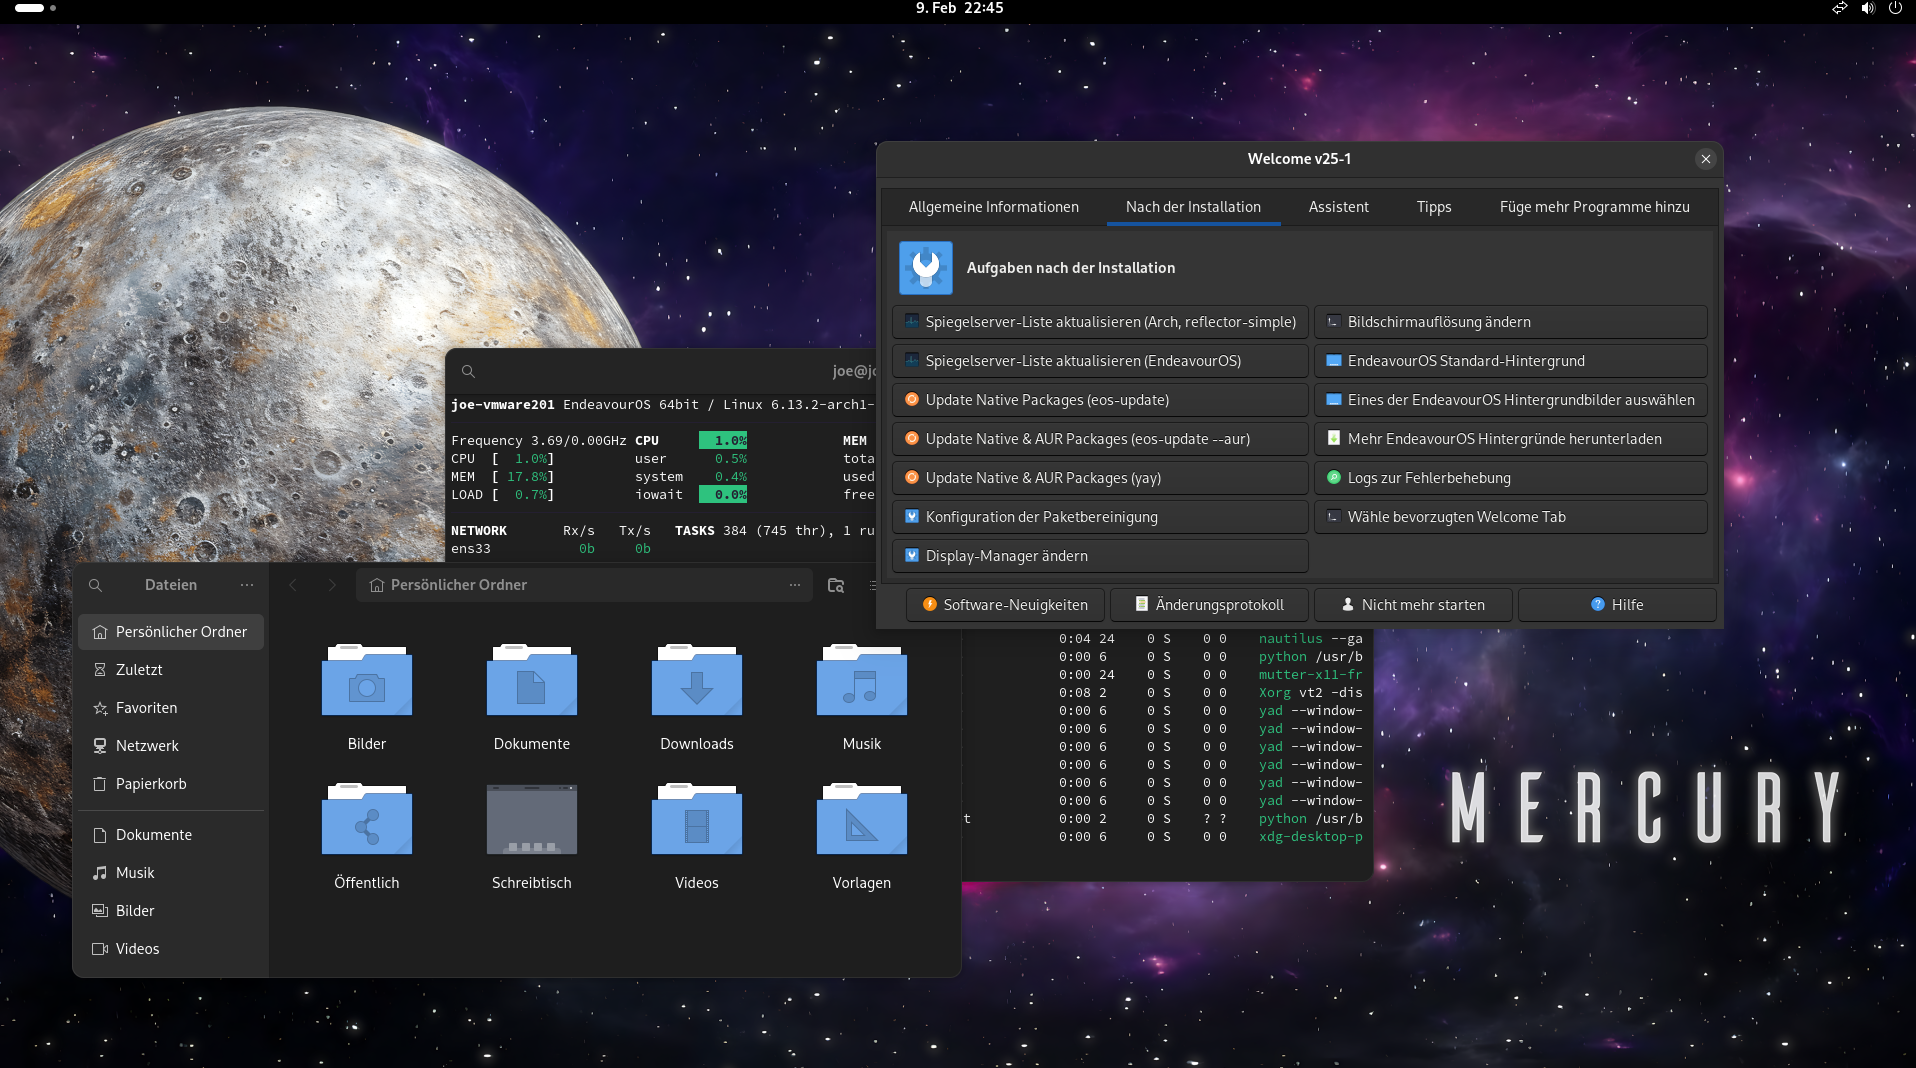 9. Feb 22:45
Welcome v25-1
Allgemeine Informationen
Nach der Installation
Assistent
Tipps
Füge mehr Programme hinzu
Aufgaben nach der Installation
Spiegelserver-Liste aktualisieren (Arch, reflector-simple)
Bildschirmauflösung ändern
Spiegelserver-Liste aktualisieren (EndeavourOS)
EndeavourOS Standard-Hintergrund
Update Native Packages (eos-update)
Eines der EndeavourOS Hintergrundbilder auswählen
Update Native & AUR Packages (eos-update --aur)
Mehr EndeavourOS Hintergründe herunterladen
Update Native & AUR Packages (yay)
Logs zur Fehlerbehebung
Konfiguration der Paketbereinigung
Wähle bevorzugten Welcome Tab
Display-Manager ändern
Software-Neuigkeiten
Änderungsprotokoll
Nicht mehr starten
Hilfe
joe@jo
joe-vmware201 EndeavourOS 64bit / Linux 6.13.2-arch1-
Frequency 3.69/0.00GHz CPU 1.0% MEM
CPU [ 1.0%] user 0.5% tota
MEM [ 17.8%] system 0.4% used
LOAD [ 0.7%] iowait 0.0% free
NETWORK Rx/s Tx/s TASKS 384 (745 thr), 1 ru
ens33 0b 0b
0:04 24 0 S 0 0 nautilus --ga
0:00 6 0 S 0 0 python /usr/b
0:00 24 0 S 0 0 mutter-x11-fr
0:08 2 0 S 0 0 Xorg vt2 -dis
0:00 6 0 S 0 0 yad --window-
0:00 6 0 S 0 0 yad --window-
0:00 6 0 S 0 0 yad --window-
0:00 6 0 S 0 0 yad --window-
0:00 6 0 S 0 0 yad --window-
0:00 6 0 S 0 0 yad --window-
t 0:00 2 0 S ? ? python /usr/b
0:00 6 0 S 0 0 xdg-desktop-p
Dateien
Persönlicher Ordner
Persönlicher Ordner
Zuletzt
Favoriten
Netzwerk
Papierkorb
Dokumente
Musik
Bilder
Videos
Bilder
Dokumente
Downloads
Musik
Öffentlich
Schreibtisch
Videos
Vorlagen
MERCURY